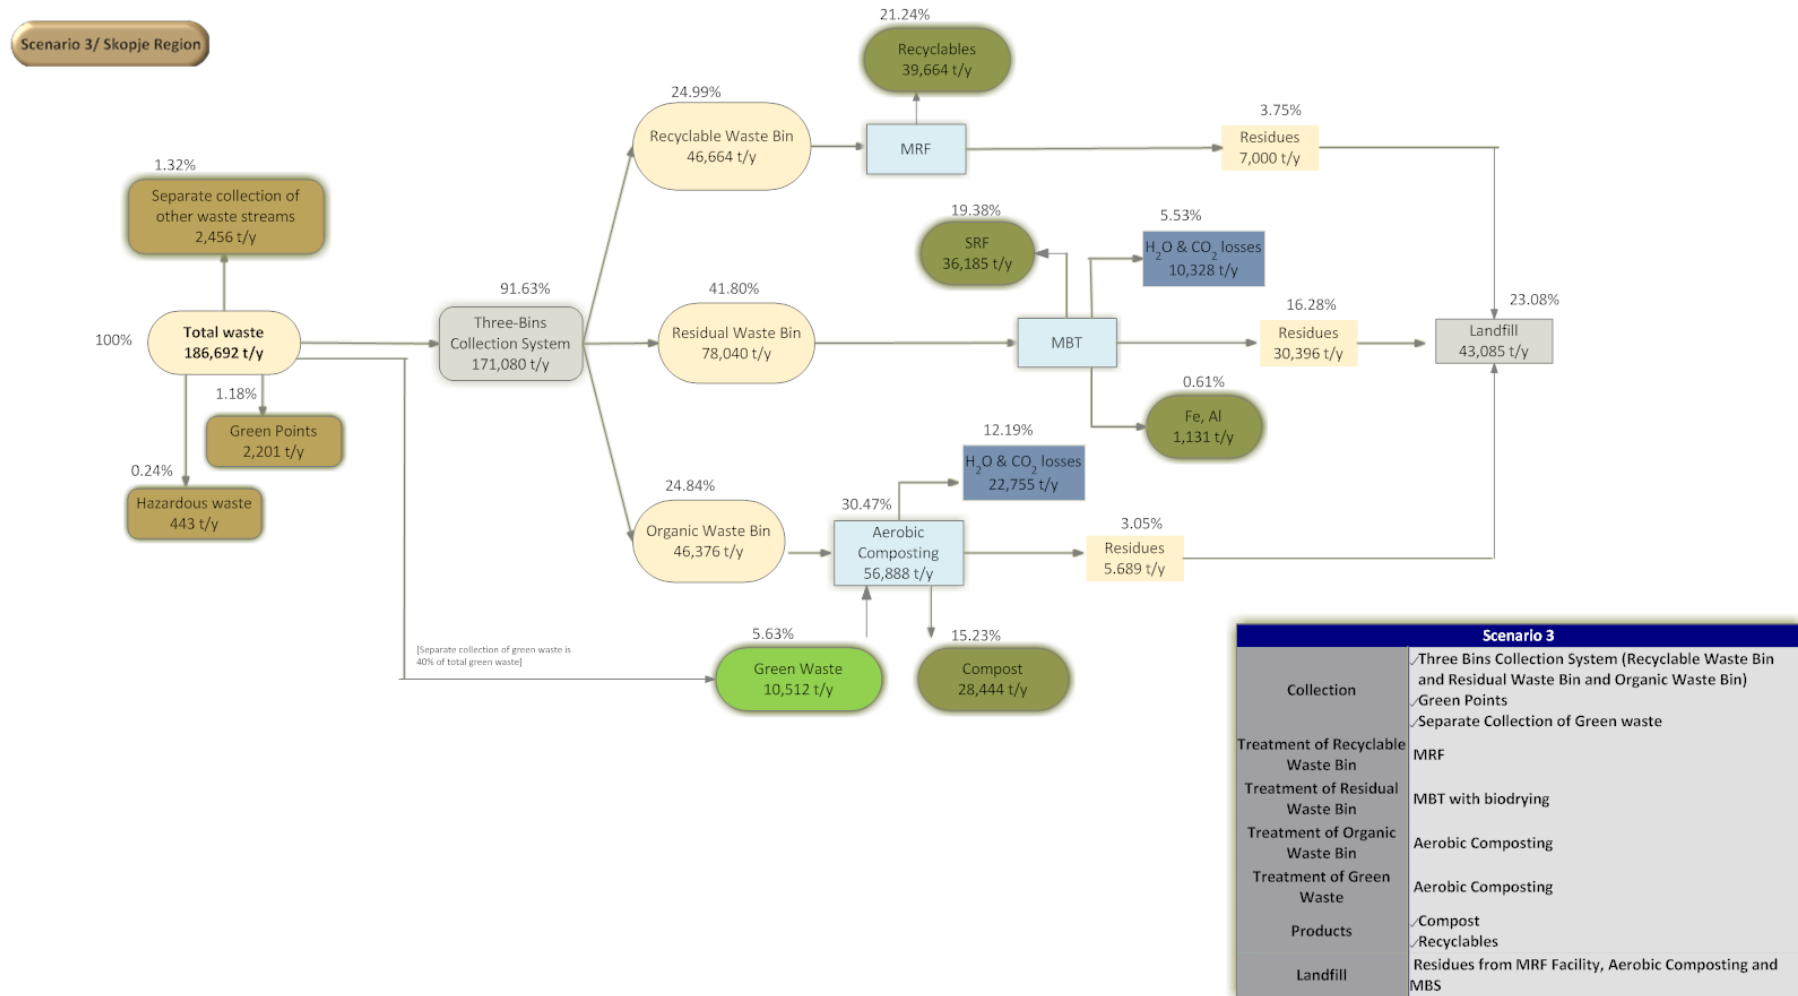 Scenario 3/ Skopje Region
21.24%
Recyclables
39,664 t/y
24.99%
Recyclable Waste Bin
46,664 t/y
MRF
3.75%
Residues
7,000 t/y
1.32%
Separate collection of
other waste streams
2,456 t/y
19.38%
SRF
36,185 t/y
5.53%
H2O & CO2 losses
10,328 t/y
100%
Total waste
186,692 t/y
91.63%
Three-Bins
Collection System
171,080 t/y
41.80%
Residual Waste Bin
78,040 t/y
MBT
16.28%
Residues
30,396 t/y
23.08%
Landfill
43,085 t/y
1.18%
Green Points
2,201 t/y
0.24%
Hazardous waste
443 t/y
0.61%
Fe, Al
1,131 t/y
12.19%
H2O & CO2 losses
22,755 t/y
24.84%
Organic Waste Bin
46,376 t/y
30.47%
Aerobic
Composting
56,888 t/y
3.05%
Residues
5.689 t/y
[Separate collection of green waste is
40% of total green waste]
5.63%
Green Waste
10,512 t/y
15.23%
Compost
28,444 t/y
Scenario 3
Collection
✓Three Bins Collection System (Recyclable Waste Bin
and Residual Waste Bin and Organic Waste Bin)
✓Green Points
✓Separate Collection of Green waste
Treatment of Recyclable
Waste Bin
MRF
Treatment of Residual
Waste Bin
MBT with biodrying
Treatment of Organic
Waste Bin
Aerobic Composting
Treatment of Green
Waste
Aerobic Composting
Products
✓Compost
✓Recyclables
Landfill
Residues from MRF Facility, Aerobic Composting and
MBS